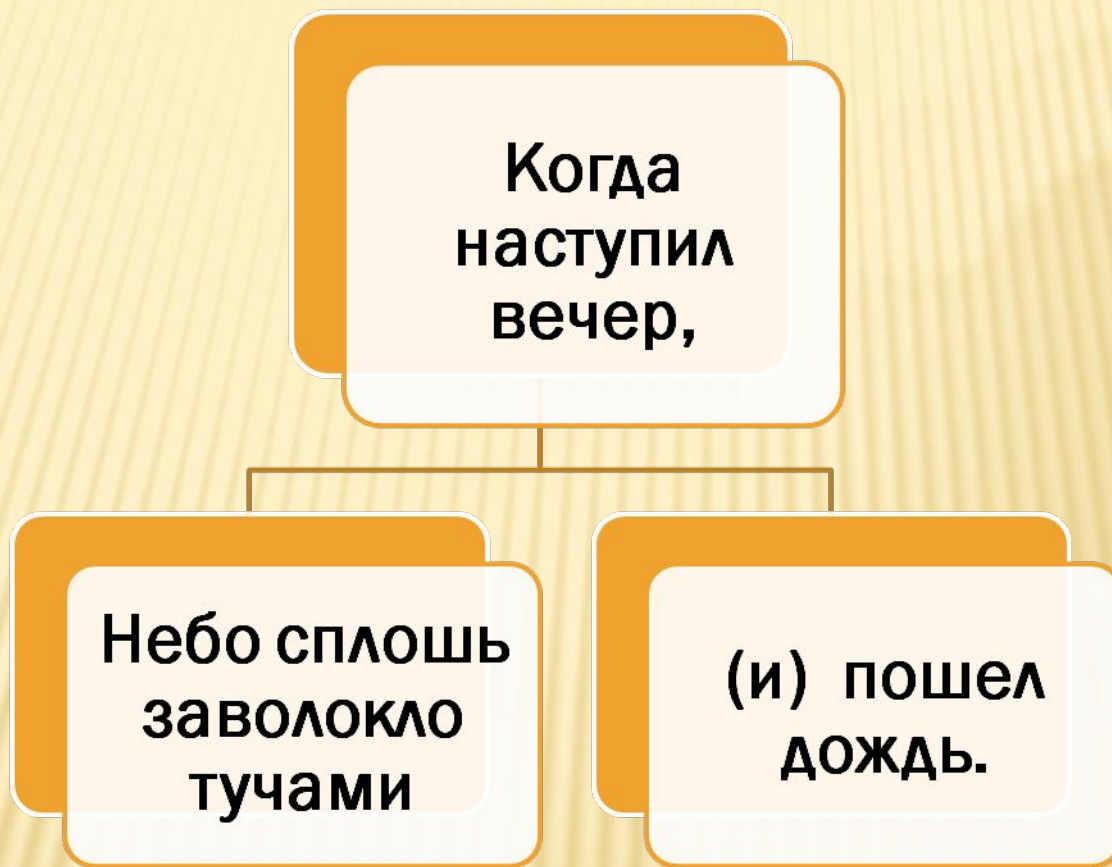 Когда
наступил
вечер,
Небо сплошь
заволокло
тучами
(и) пошел
дождь.